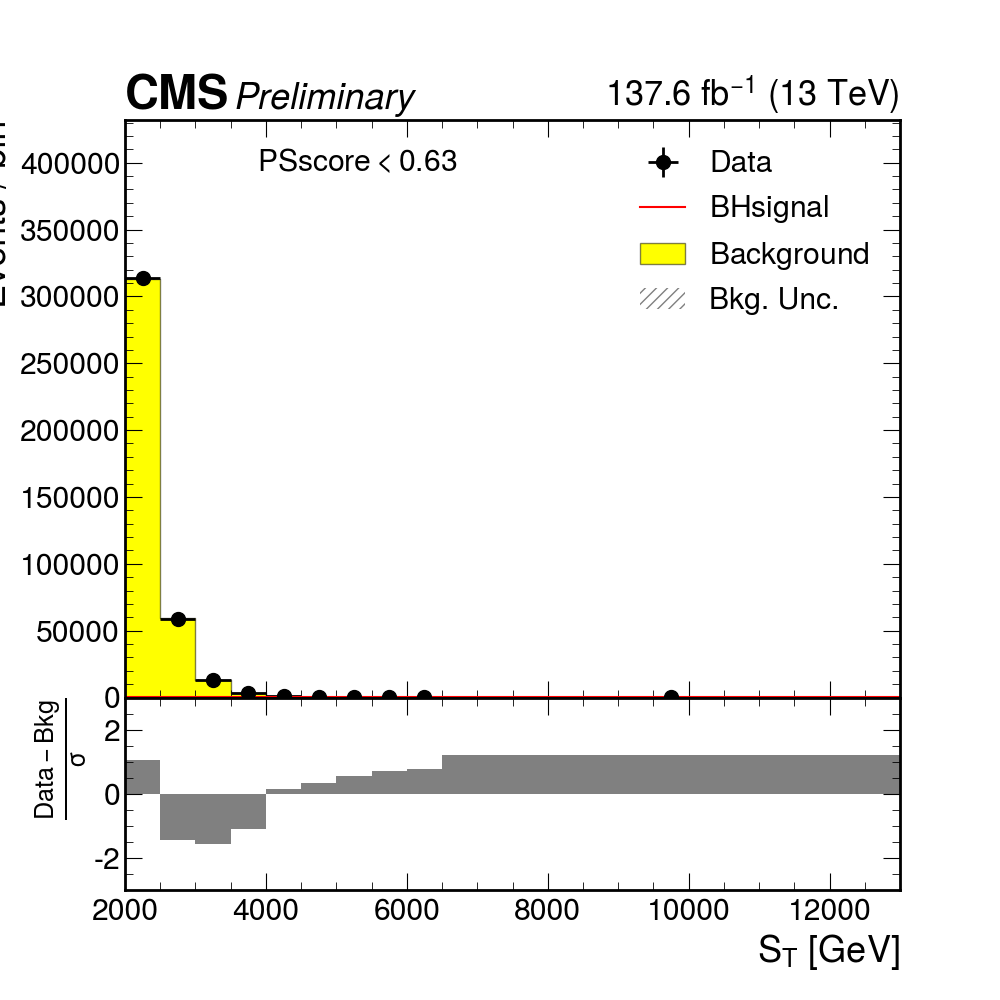 CMS Preliminary 137.6 fb⁻¹ (13 TeV)
PSscore < 0.63
Data
BHsignal
Background
Bkg. Unc.
400000
350000
300000
250000
200000
150000
100000
50000
0
Data − Bkg
σ
2
0
-2
2000 4000 6000 8000 10000 12000
S_T [GeV]